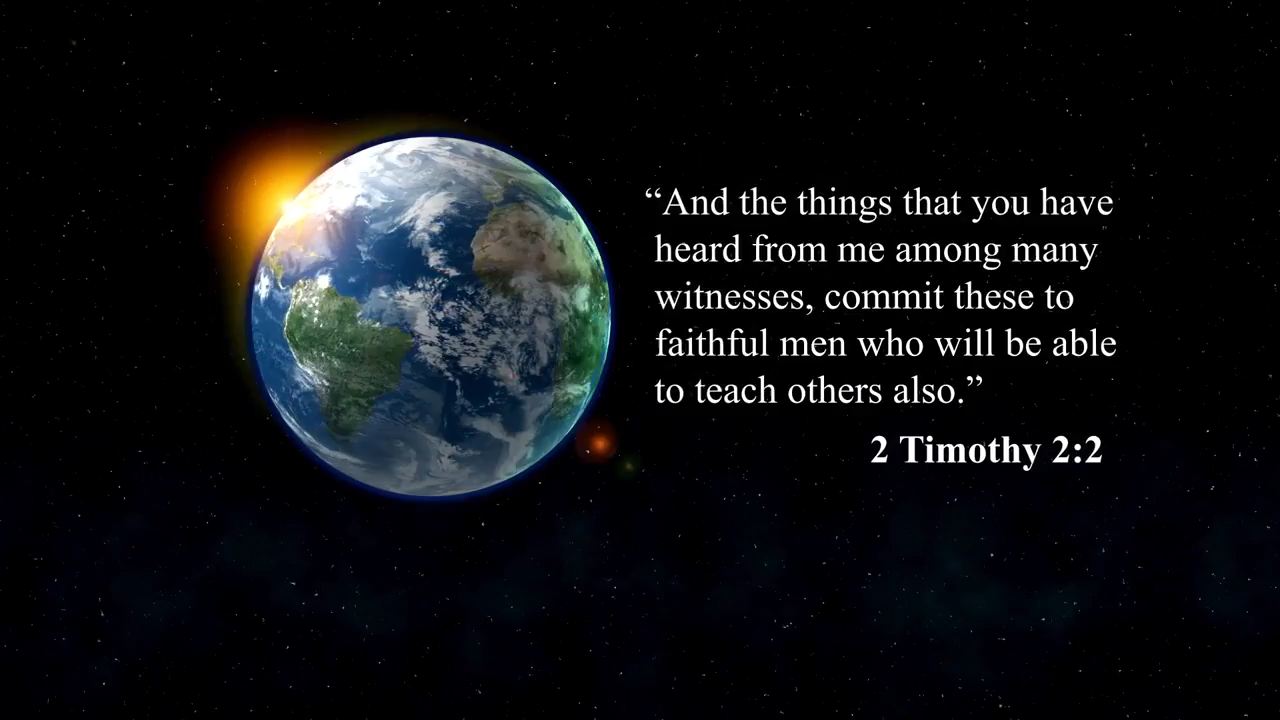 “And the things that you have
heard from me among many
witnesses, commit these to
faithful men who will be able
to teach others also.”
2 Timothy 2:2